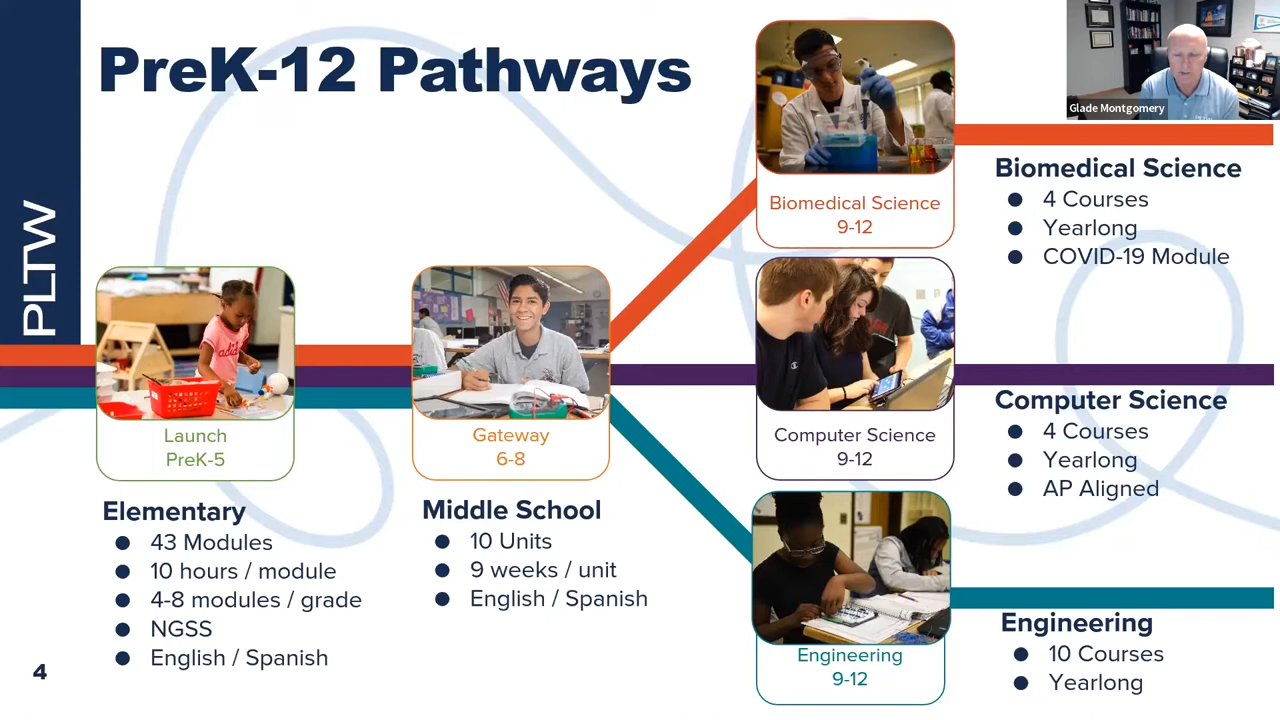 PreK-12 Pathways
Glade Montgomery
PLTW
Launch
PreK-5
Elementary
● 43 Modules
● 10 hours / module
● 4-8 modules / grade
● NGSS
● English / Spanish
Gateway
6-8
Middle School
● 10 Units
● 9 weeks / unit
● English / Spanish
Biomedical Science
9-12
Biomedical Science
● 4 Courses
● Yearlong
● COVID-19 Module
Computer Science
9-12
Computer Science
● 4 Courses
● Yearlong
● AP Aligned
Engineering
9-12
Engineering
● 10 Courses
● Yearlong
4